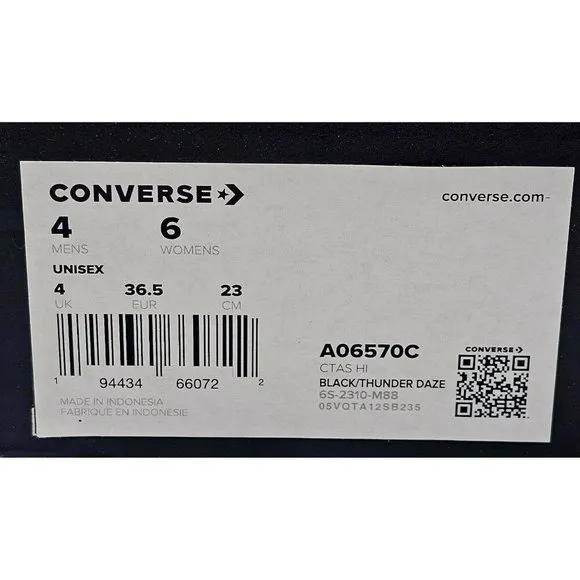 CONVERSE
converse.com
4 6
MENS WOMENS
UNISEX
4 36.5 23
UK EUR CM
1 94434 66072 2
MADE IN INDONESIA
FABRIQUE EN INDONESIE
A06570C
CTAS HI
BLACK/THUNDER DAZE
6S-2310-M88
05VQTA12SB235
CONVERSE